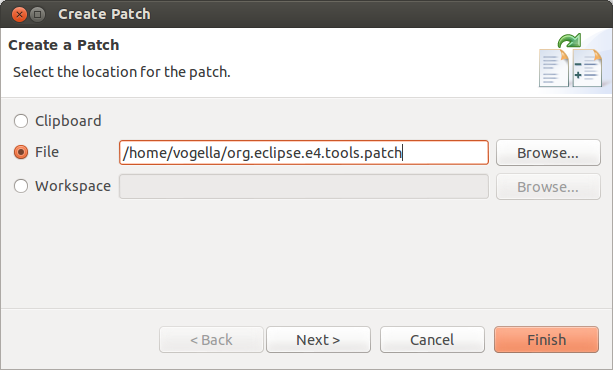 Create Patch
Create a Patch
Select the location for the patch.
Clipboard
File /home/vogella/org.eclipse.e4.tools.patch Browse...
Workspace Browse...
< Back Next > Cancel Finish